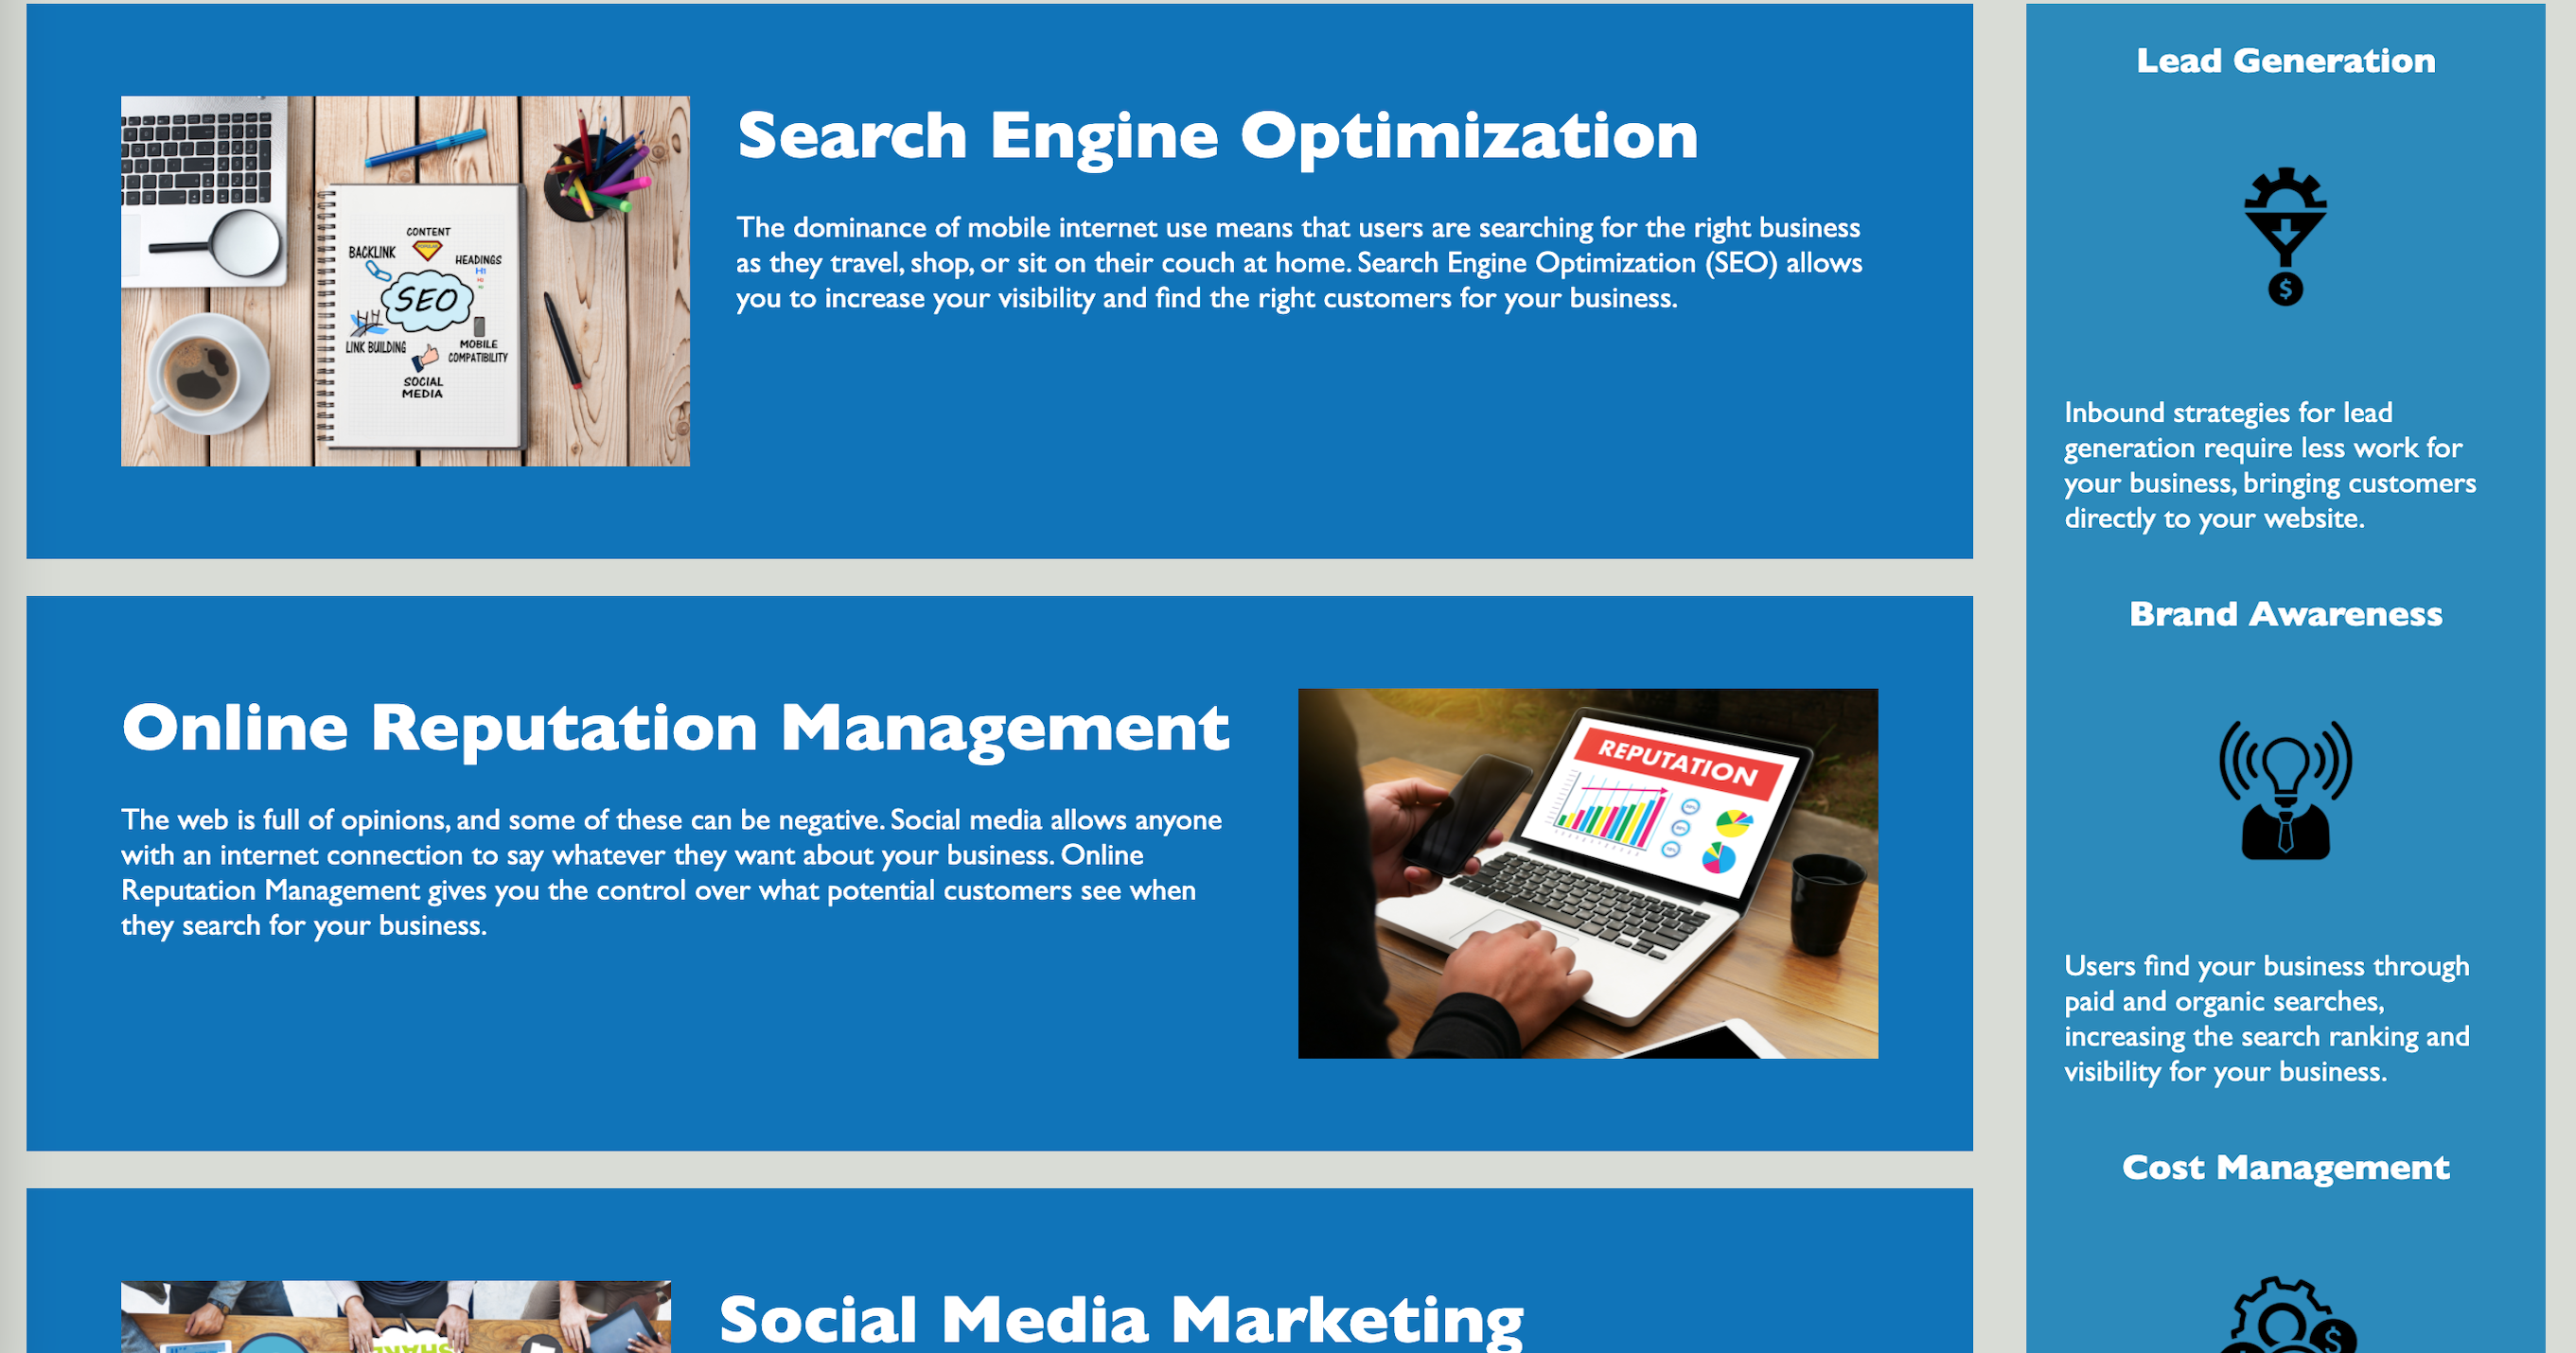 Search Engine Optimization
The dominance of mobile internet use means that users are searching for the right business
as they travel, shop, or sit on their couch at home. Search Engine Optimization (SEO) allows
you to increase your visibility and find the right customers for your business.
CONTENT
BACKLINK
HEADINGS
H1
SEO
LINK BUILDING
MOBILE
COMPATIBILITY
SOCIAL
MEDIA
Online Reputation Management
The web is full of opinions, and some of these can be negative. Social media allows anyone
with an internet connection to say whatever they want about your business. Online
Reputation Management gives you the control over what potential customers see when
they search for your business.
REPUTATION
Social Media Marketing
SHARE
Lead Generation
$
Inbound strategies for lead
generation require less work for
your business, bringing customers
directly to your website.
Brand Awareness
Users find your business through
paid and organic searches,
increasing the search ranking and
visibility for your business.
Cost Management
$